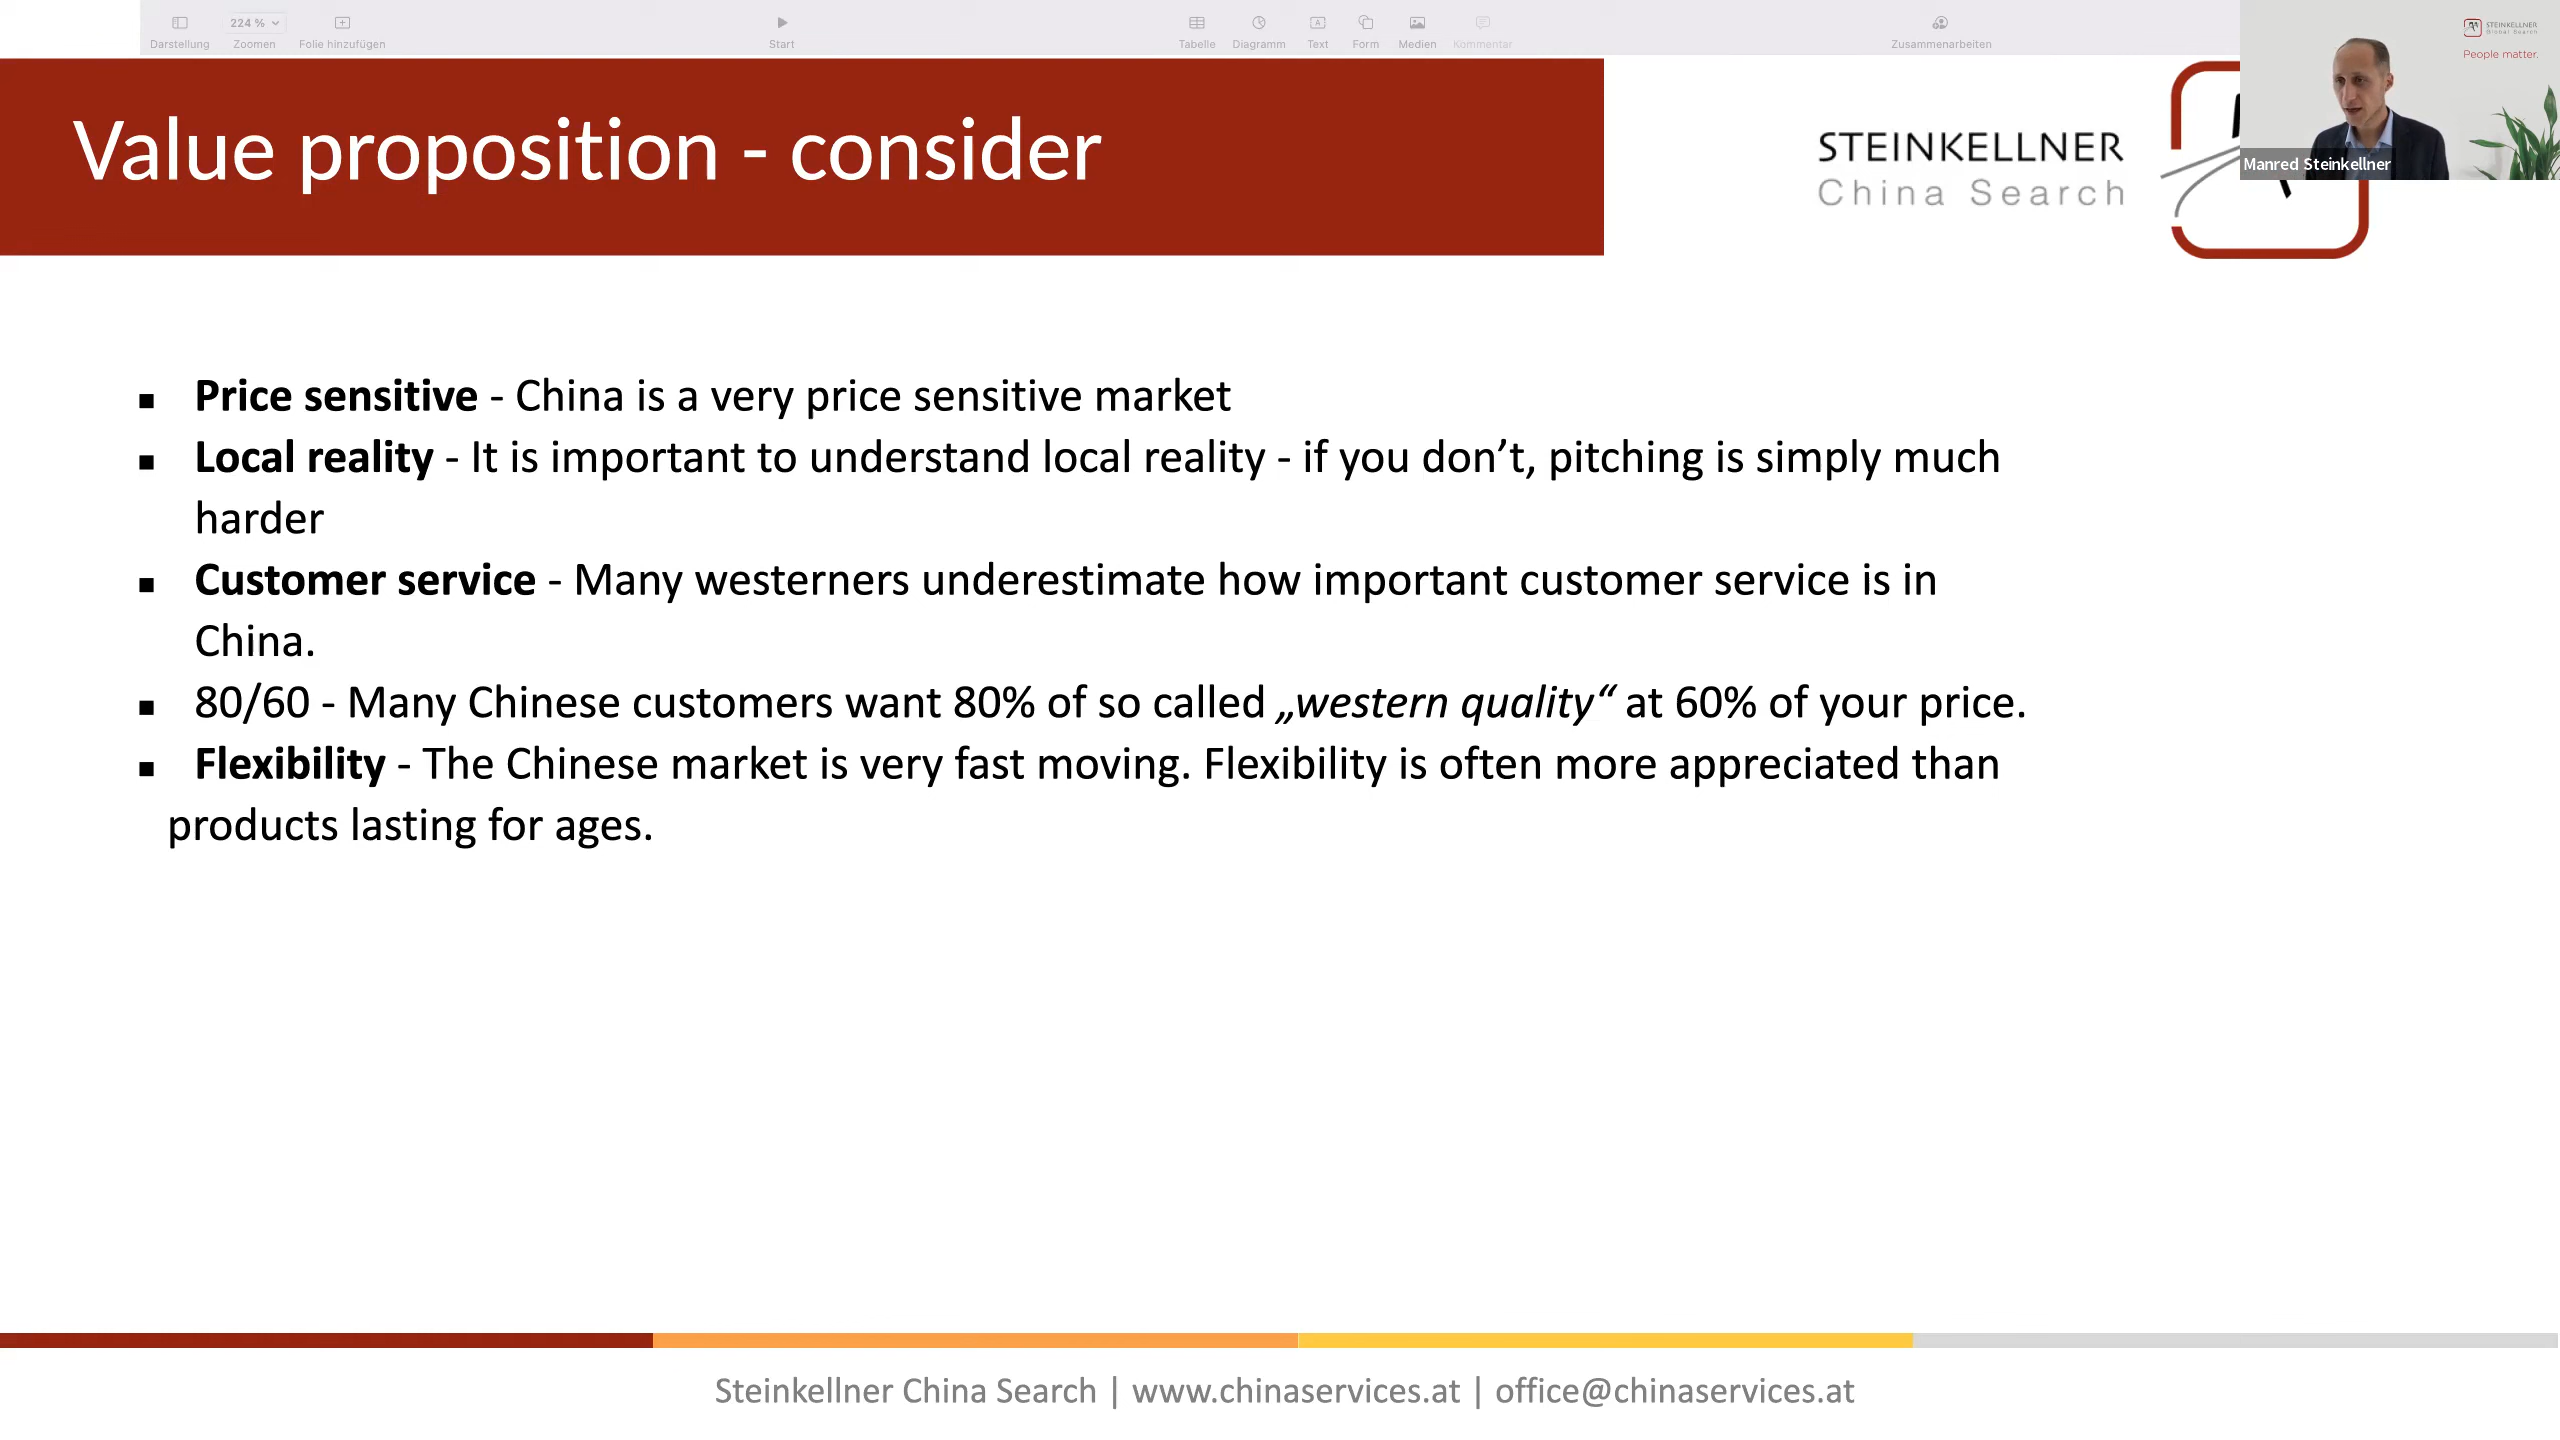 224 %
Darstellung Zoomen Folie hinzufügen Start Tabelle Diagramm Text Form Medien Kommentar Zusammenarbeiten
STEINKELLNER
Global Search
People matter.
Manred Steinkellner
Value proposition - consider
STEINKELLNER
China Search
▪ Price sensitive - China is a very price sensitive market
▪ Local reality - It is important to understand local reality - if you don’t, pitching is simply much
harder
▪ Customer service - Many westerners underestimate how important customer service is in
China.
▪ 80/60 - Many Chinese customers want 80% of so called „western quality“ at 60% of your price.
▪ Flexibility - The Chinese market is very fast moving. Flexibility is often more appreciated than
products lasting for ages.
Steinkellner China Search | www.chinaservices.at | office@chinaservices.at